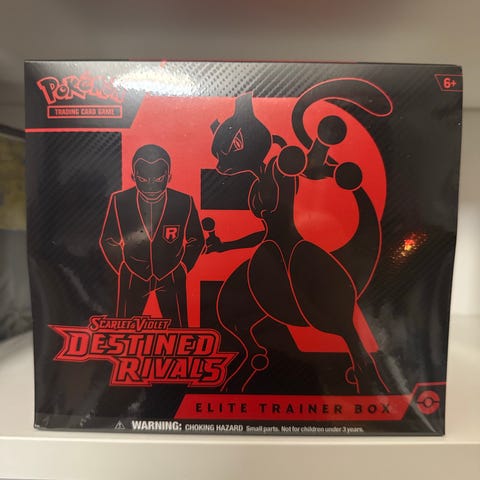 Pokémon
TRADING CARD GAME
6+
R
SCARLET & VIOLET
DESTINED
RIVALS
ELITE TRAINER BOX
WARNING: CHOKING HAZARD Small parts. Not for children under 3 years.